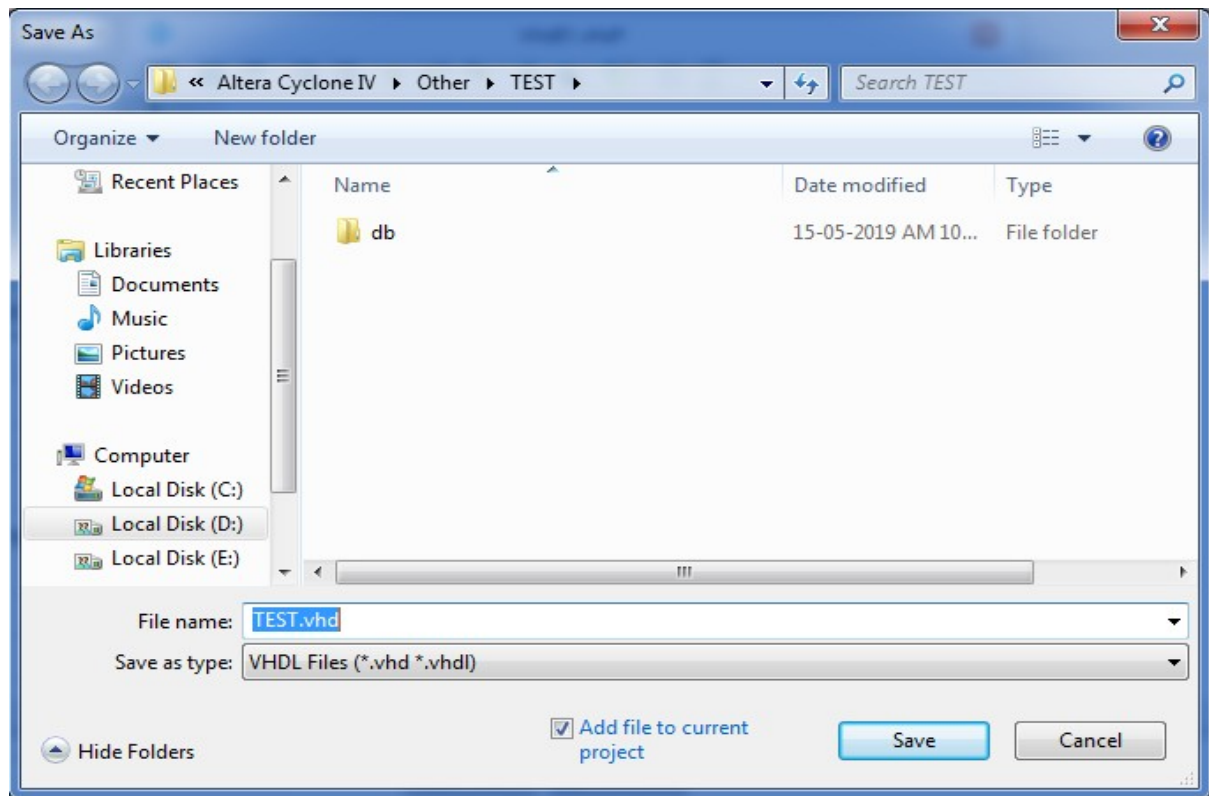 Save As
« Altera Cyclone IV Other TEST
Search TEST
Organize New folder
Recent Places
Libraries
Documents
Music
Pictures
Videos
Computer
Local Disk (C:)
Local Disk (D:)
Local Disk (E:)
Name Date modified Type
db 15-05-2019 AM 10... File folder
File name: TEST.vhd
Save as type: VHDL Files (*.vhd *.vhdl)
Hide Folders
Add file to current
project
Save
Cancel